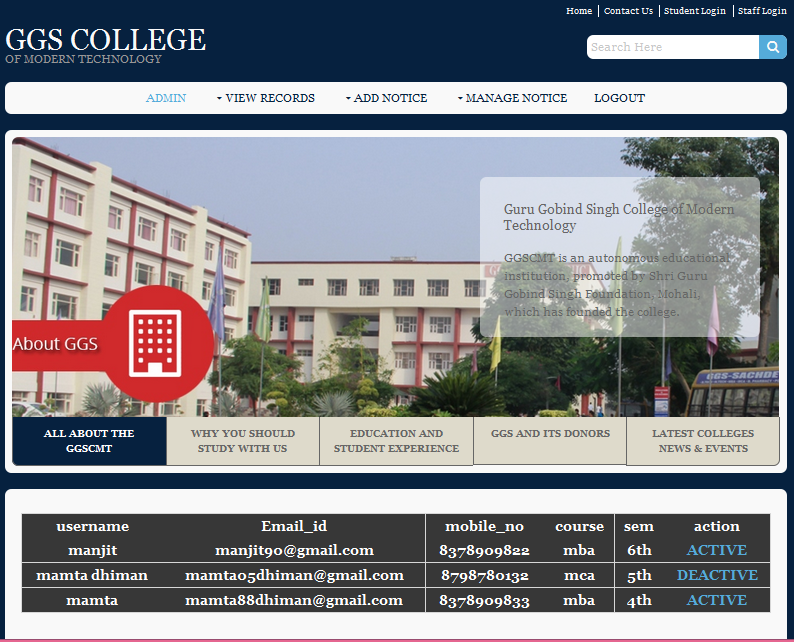 Home | Contact Us | Student Login | Staff Login
GGS COLLEGE
OF MODERN TECHNOLOGY
Search Here
ADMIN VIEW RECORDS ADD NOTICE MANAGE NOTICE LOGOUT
Guru Gobind Singh College of Modern
Technology
GGSCMT is an autonomous educational
institution, promoted by Shri Guru
Gobind Singh Foundation, Mohali,
which has founded the college.
About GGS
GGS-SACHDE
ALL ABOUT THE
GGSCMT
WHY YOU SHOULD
STUDY WITH US
EDUCATION AND
STUDENT EXPERIENCE
GGS AND ITS DONORS
LATEST COLLEGES
NEWS & EVENTS
username Email_id mobile_no course sem action
manjit manjit90@gmail.com 8378909822 mba 6th ACTIVE
mamta dhiman mamta05dhiman@gmail.com 8798780132 mca 5th DEACTIVE
mamta mamta88dhiman@gmail.com 8378909833 mba 4th ACTIVE